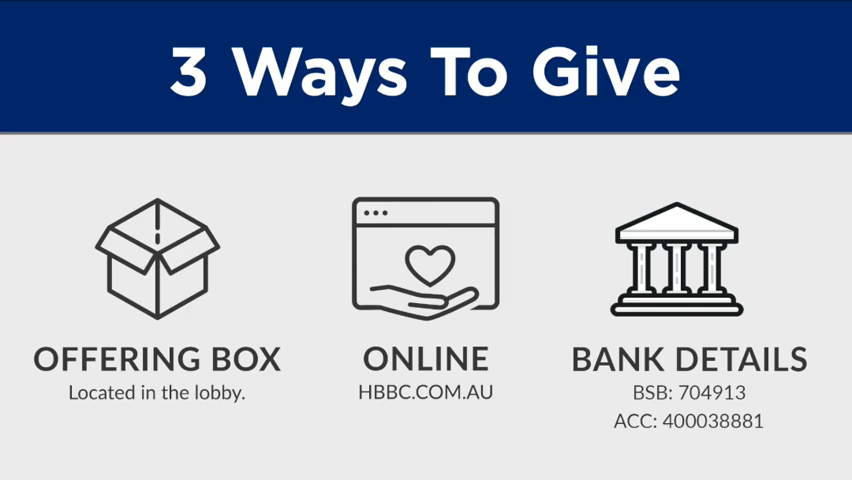 3 Ways To Give
OFFERING BOX
Located in the lobby.
ONLINE
HBBC.COM.AU
BANK DETAILS
BSB: 704913
ACC: 400038881